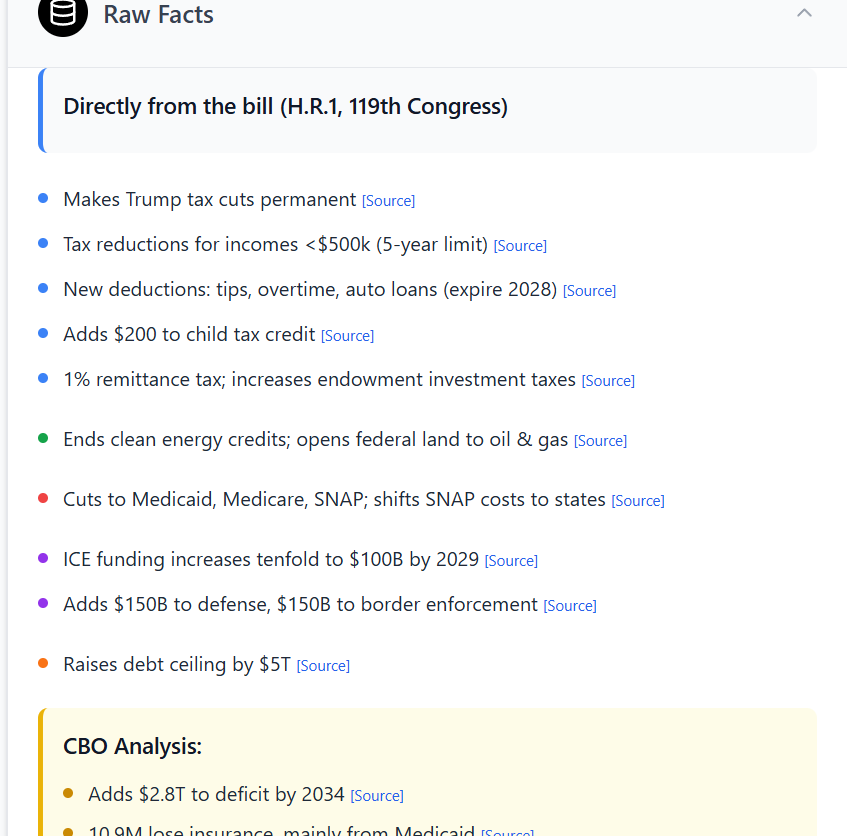 Raw Facts
Directly from the bill (H.R.1, 119th Congress)
Makes Trump tax cuts permanent [Source]
Tax reductions for incomes <$500k (5-year limit) [Source]
New deductions: tips, overtime, auto loans (expire 2028) [Source]
Adds $200 to child tax credit [Source]
1% remittance tax; increases endowment investment taxes [Source]
Ends clean energy credits; opens federal land to oil & gas [Source]
Cuts to Medicaid, Medicare, SNAP; shifts SNAP costs to states [Source]
ICE funding increases tenfold to $100B by 2029 [Source]
Adds $150B to defense, $150B to border enforcement [Source]
Raises debt ceiling by $5T [Source]
CBO Analysis:
Adds $2.8T to deficit by 2034 [Source]
10.9M lose insurance, mainly from Medicaid [Source]